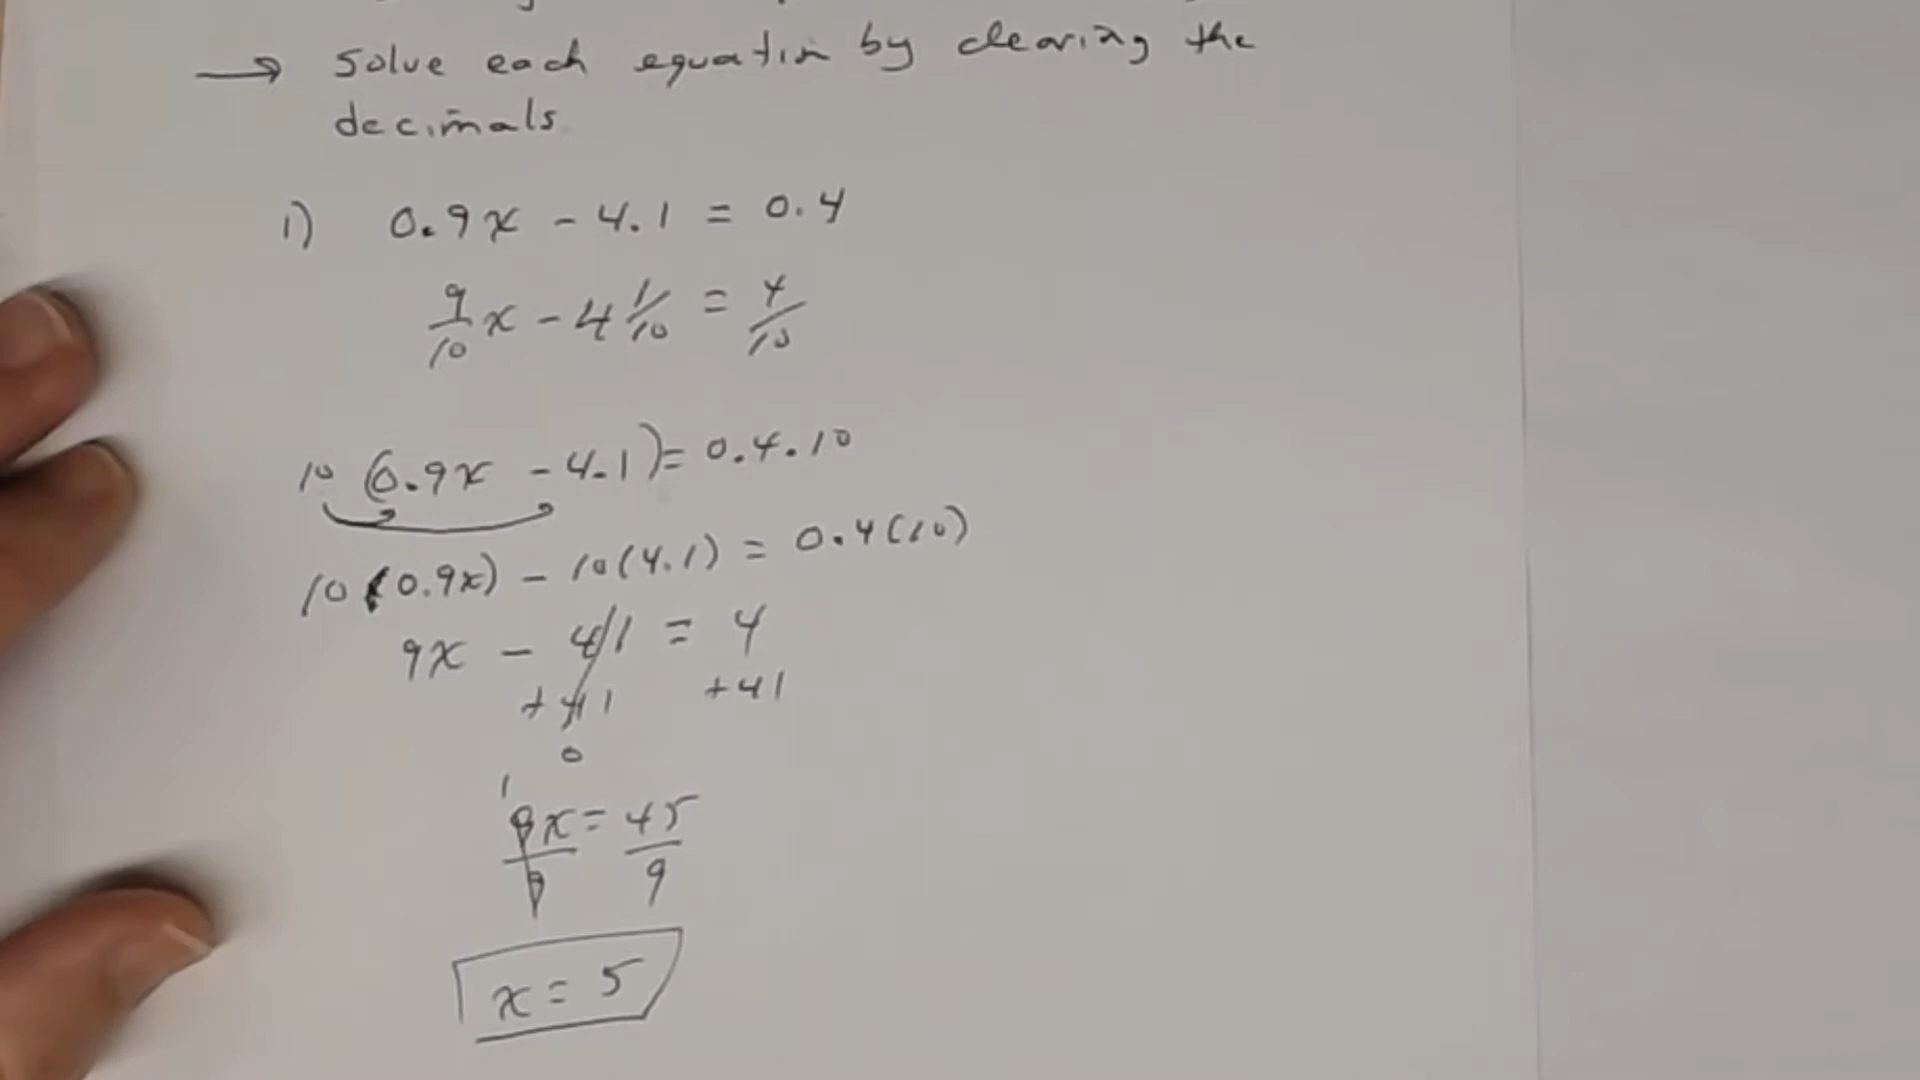 → Solve each equation by clearing the
decimals.
1) 0.9x - 4.1 = 0.4
9/10 x - 4 1/10 = 4/10
10 (0.9x - 4.1) = 0.4 . 10
10 (0.9x) - 10(4.1) = 0.4(10)
9x - 41 = 4
+ 41 +41
0
1
9x/9 = 45/9
x = 5